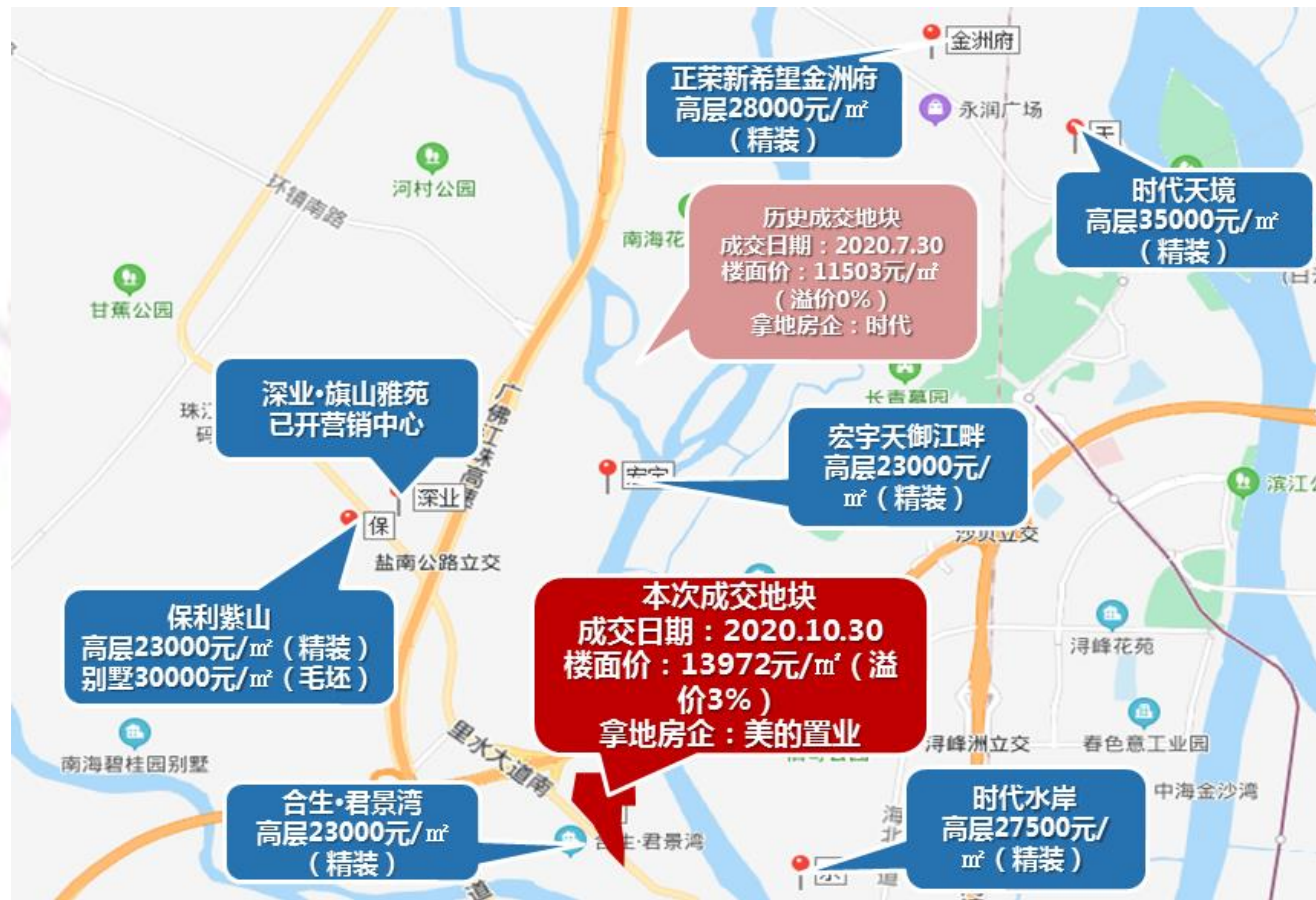 金洲府
正荣新希望金洲府
高层28000元/㎡
（精装）
永润广场
天
时代天境
高层35000元/㎡
（精装）
河村公园
环镇南路
南海花
历史成交地块
成交日期：2020.7.30
楼面价：11503元/㎡
（溢价0%）
拿地房企：时代
甘蕉公园
长青墓园
深业·旗山雅苑
已开营销中心
珠江
码
广佛江珠高速
宏宇
宏宇天御江畔
高层23000元/
㎡（精装）
滨江公
深业
保
盐南公路立交
沙贝立交
保利紫山
高层23000元/㎡（精装）
别墅30000元/㎡（毛坯）
本次成交地块
成交日期：2020.10.30
楼面价：13972元/㎡（溢
价3%）
拿地房企：美的置业
浔峰花苑
里水大道南
南海碧桂园别墅
浔峰洲立交
春色意工业园
中海金沙湾
合生•君景湾
高层23000元/㎡
（精装）
合生·君景湾
海
北
道
时代水岸
高层27500元/
㎡（精装）
水
道